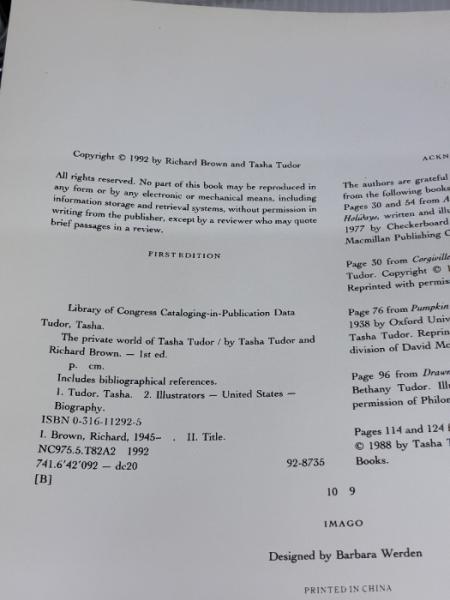 Copyright © 1992 by Richard Brown and Tasha Tudor
All rights reserved. No part of this book may be reproduced in
any form or by any electronic or mechanical means, including
information storage and retrieval systems, without permission in
writing from the publisher, except by a reviewer who may quote
brief passages in a review.
FIRST EDITION
Library of Congress Cataloging-in-Publication Data
Tudor, Tasha.
The private world of Tasha Tudor / by Tasha Tudor and
Richard Brown. — 1st ed.
p. cm.
Includes bibliographical references.
1. Tudor, Tasha. 2. Illustrators — United States —
Biography.
ISBN 0-316-11292-5
I. Brown, Richard, 1945– . II. Title.
NC975.5.T82A2 1992
741.6'42'092 — dc20 92-8735
[B]
ACKN
The authors are grateful
from the following books
Pages 30 and 54 from A
Holidays, written and illu
1977 by Checkerboard
Macmillan Publishing C
Page 30 from Corgiville
Tudor. Copyright ©
Reprinted with permis
Page 76 from Pumpkin
1938 by Oxford Univ
Tasha Tudor. Reprin
division of David Mc
Page 96 from Drawn
Bethany Tudor. Illu
permission of Philom
Pages 114 and 124 f
© 1988 by Tasha T
Books.
10 9
IMAGO
Designed by Barbara Werden
PRINTED IN CHINA